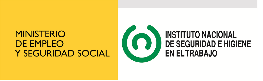 MINISTERIO
DE EMPLEO
Y SEGURIDAD SOCIAL
INSTITUTO NACIONAL
DE SEGURIDAD E HIGIENE
EN EL TRABAJO